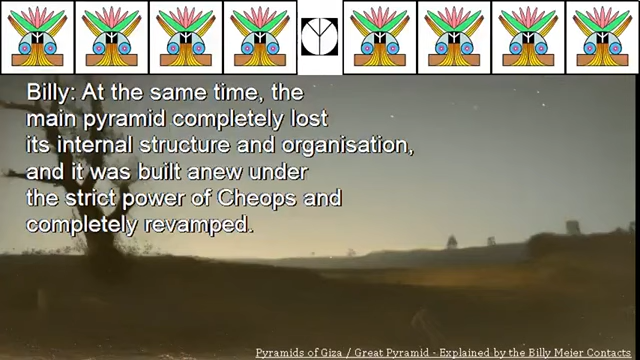 Billy: At the same time, the
main pyramid completely lost
its internal structure and organisation,
and it was built anew under
the strict power of Cheops and
completely revamped.
Pyramids of Giza / Great Pyramid - Explained by the Billy Meier Contacts